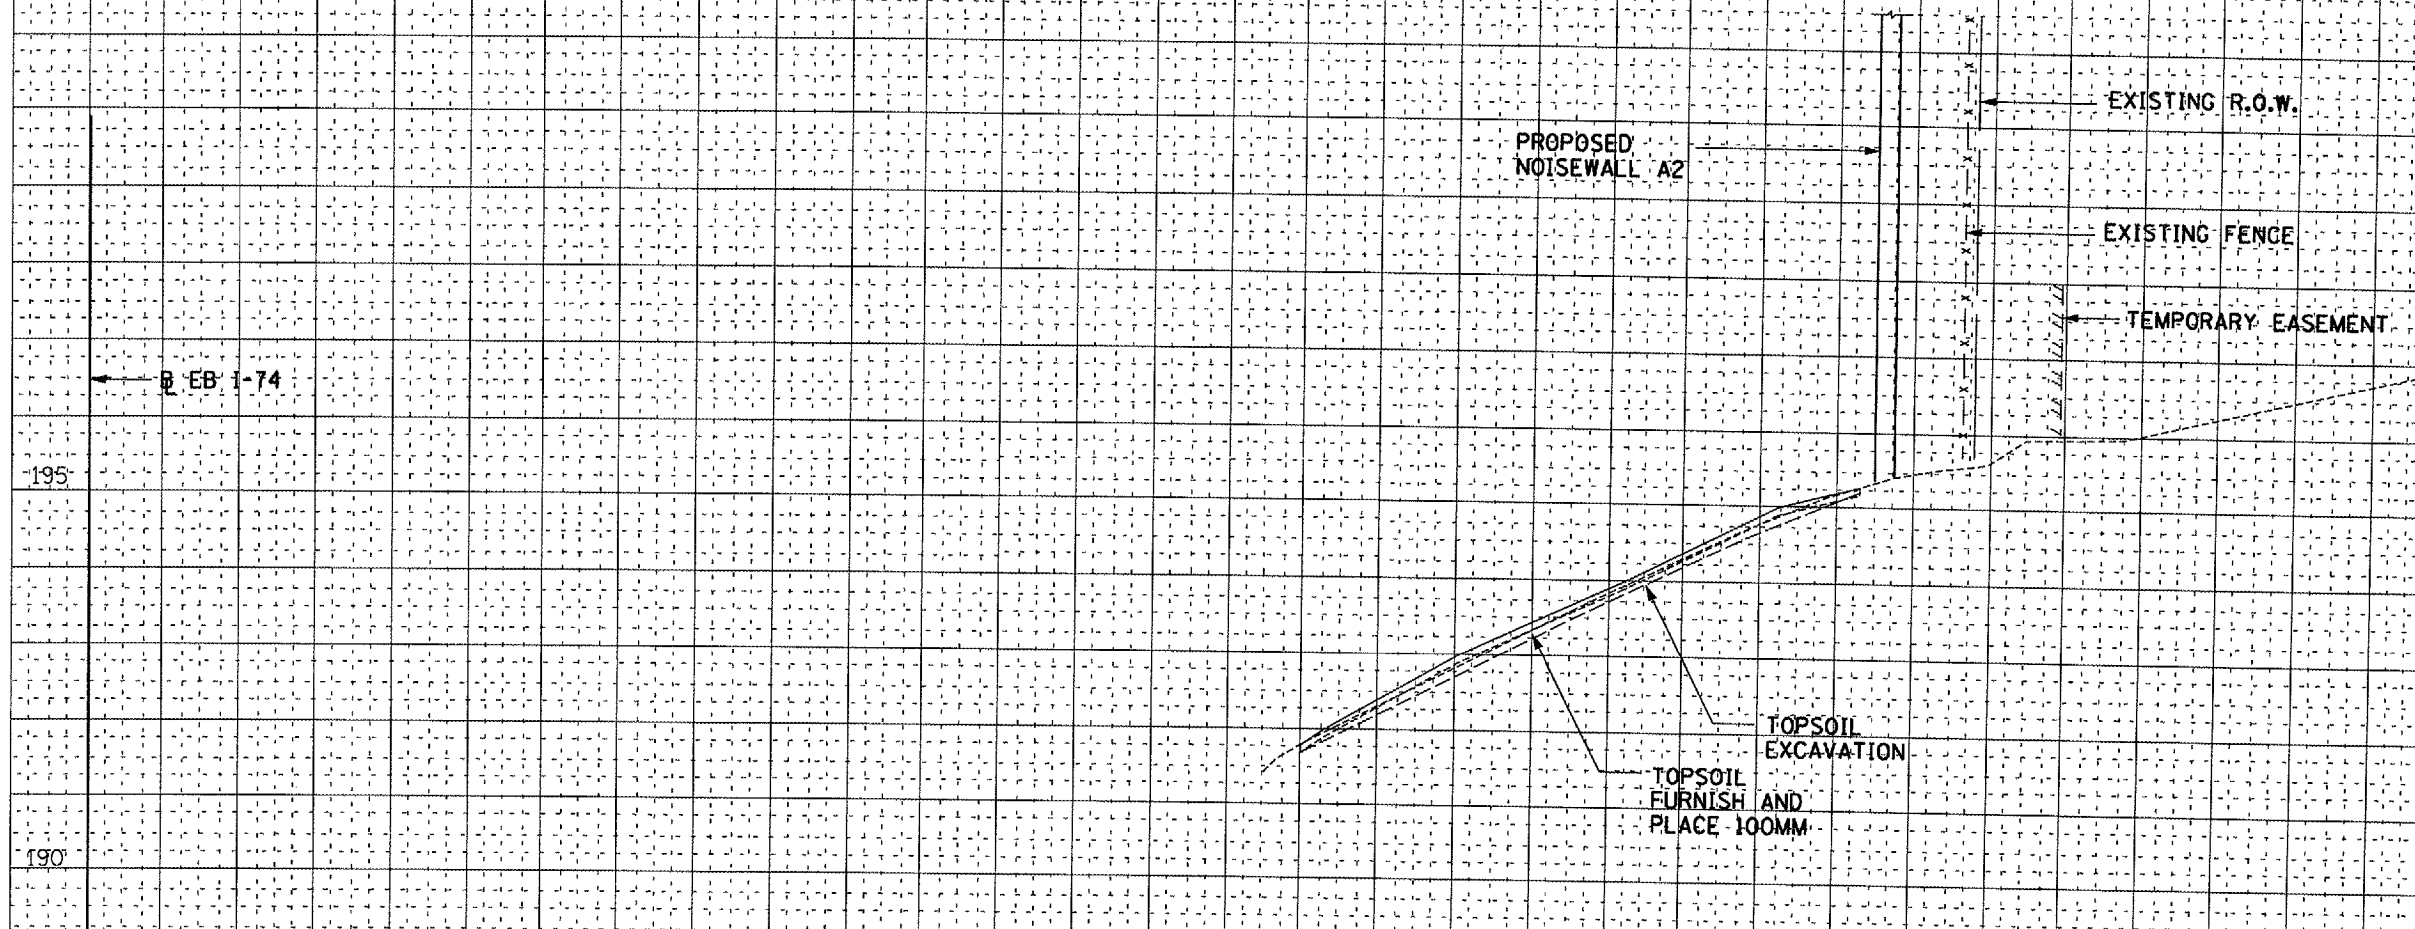 EXISTING R.O.W.
PROPOSED
NOISEWALL A2
EXISTING FENCE
TEMPORARY EASEMENT
BL EB I-74
195
TOPSOIL
EXCAVATION
TOPSOIL
FURNISH AND
PLACE 100MM
190